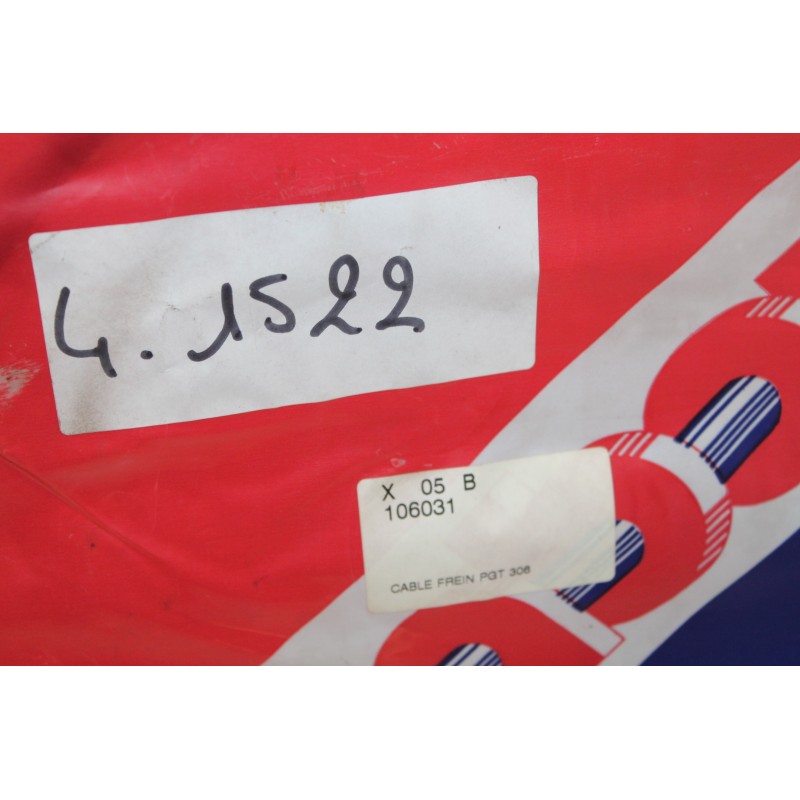 4.1522
X 05 B
106031
CABLE FREIN PGT 306